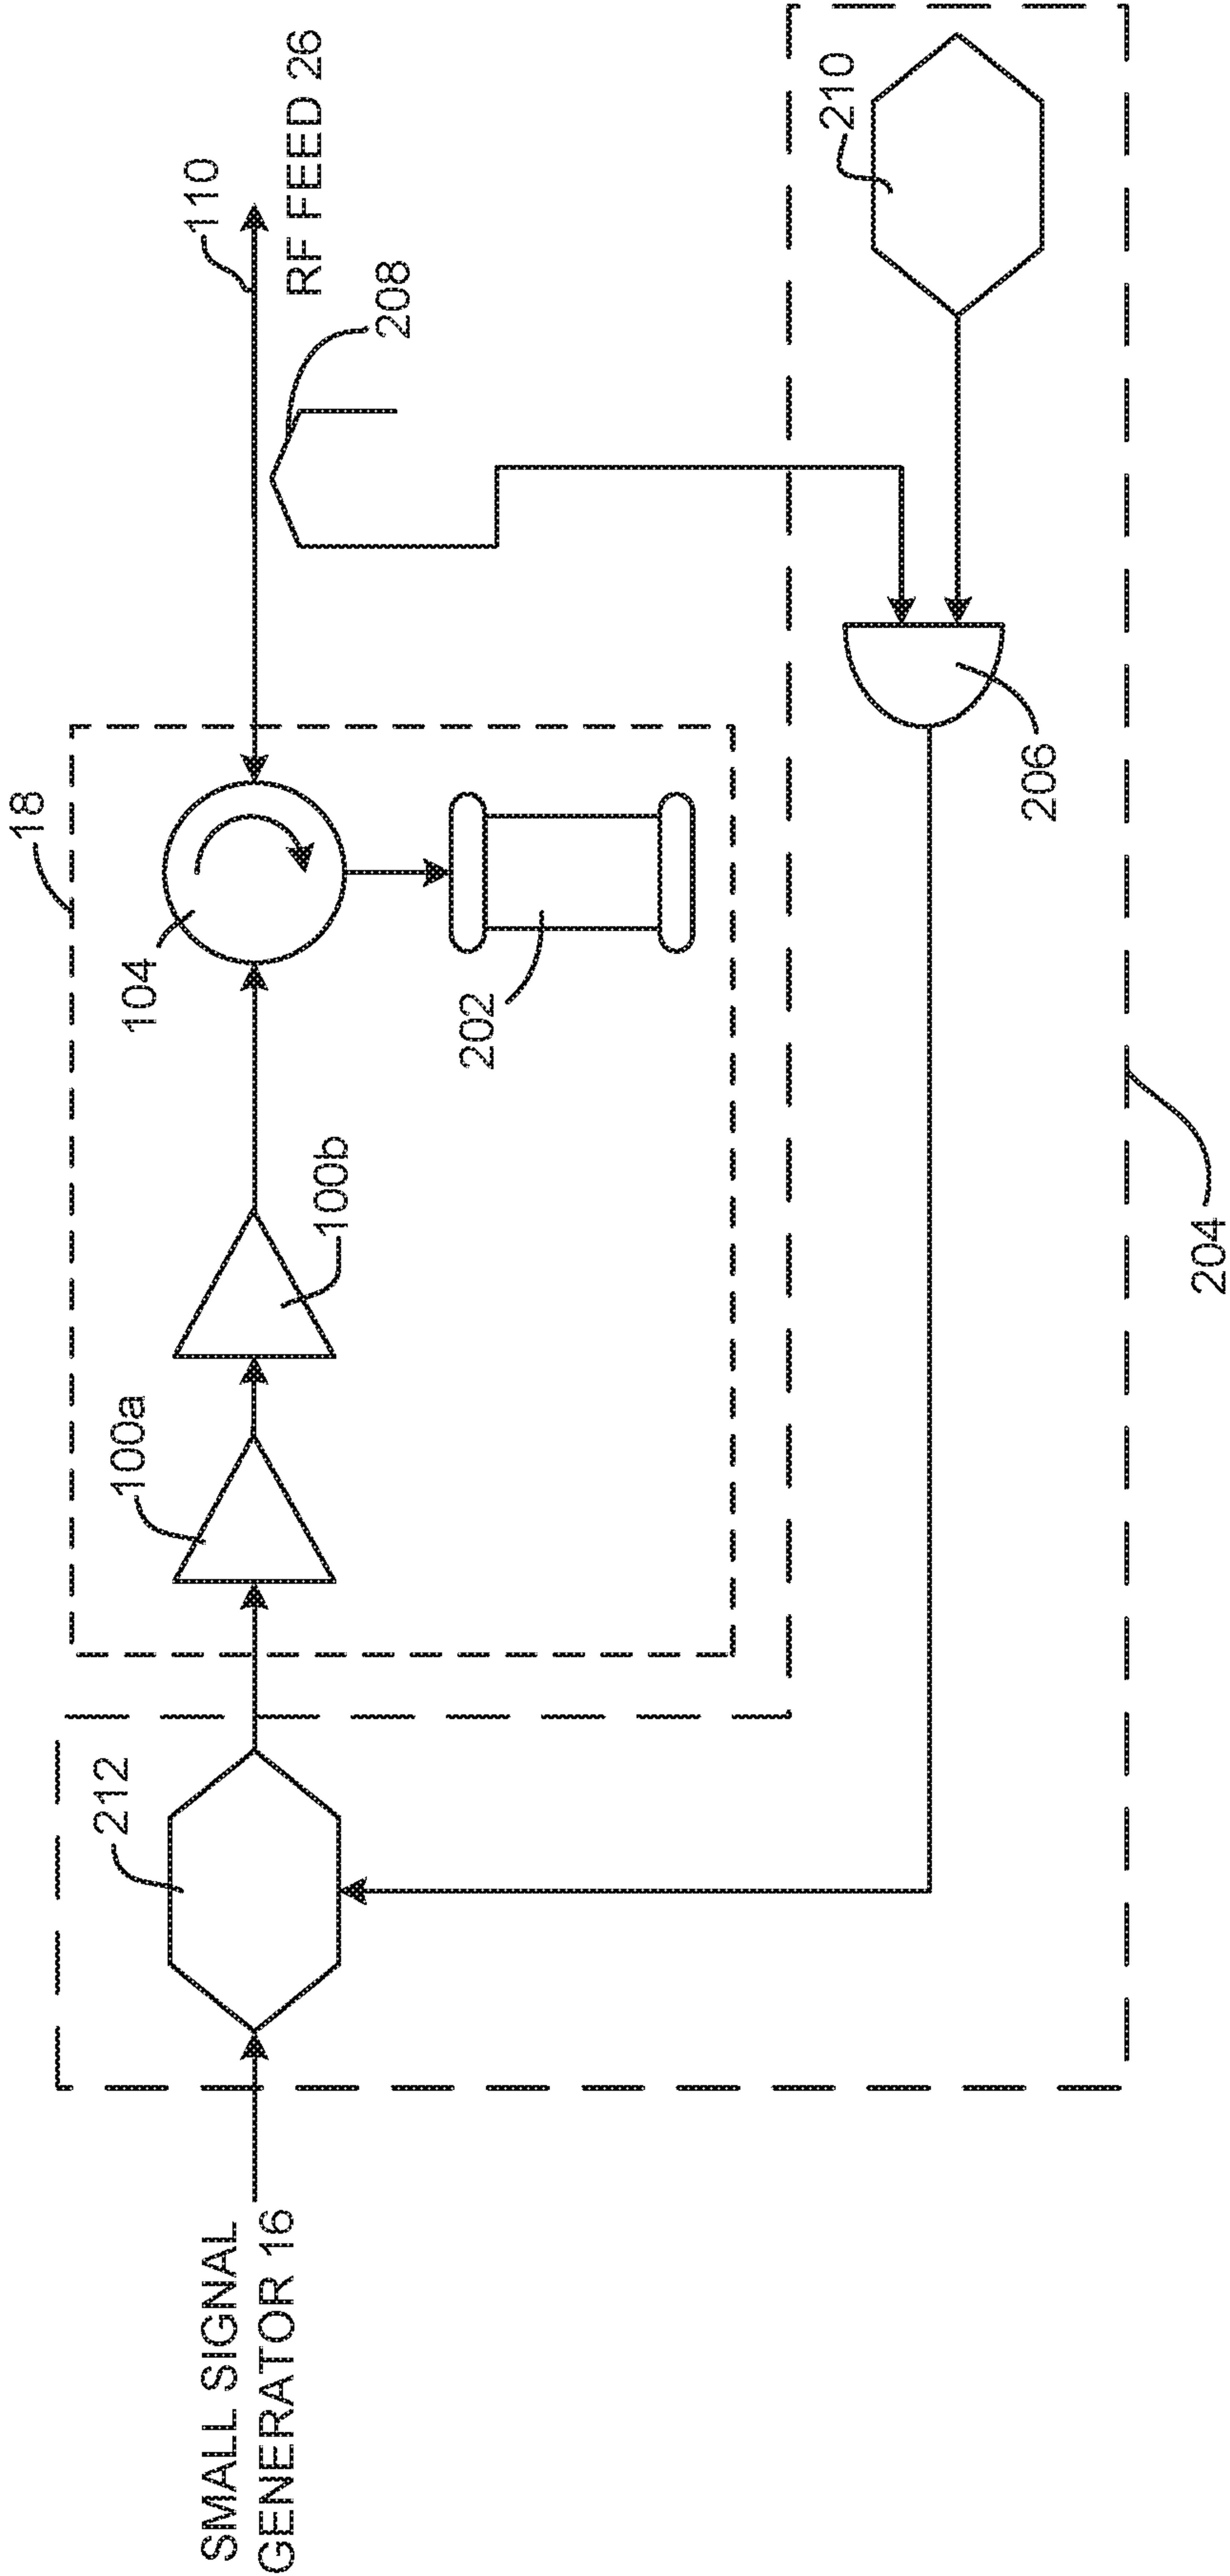 SMALL SIGNAL
GENERATOR 16
212
18
100a
100b
104
202
110
RF FEED 26
208
206
210
204